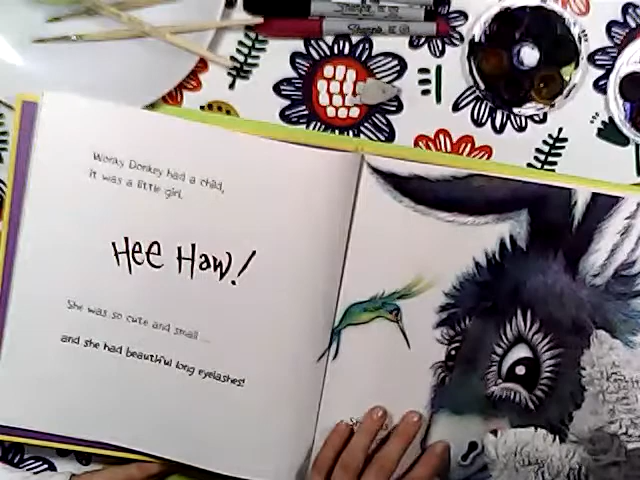 Sharpie
Wonky Donkey had a child,
it was a little girl.
Hee Haw!
She was so cute and small ...
and she had beautiful long eyelashes!